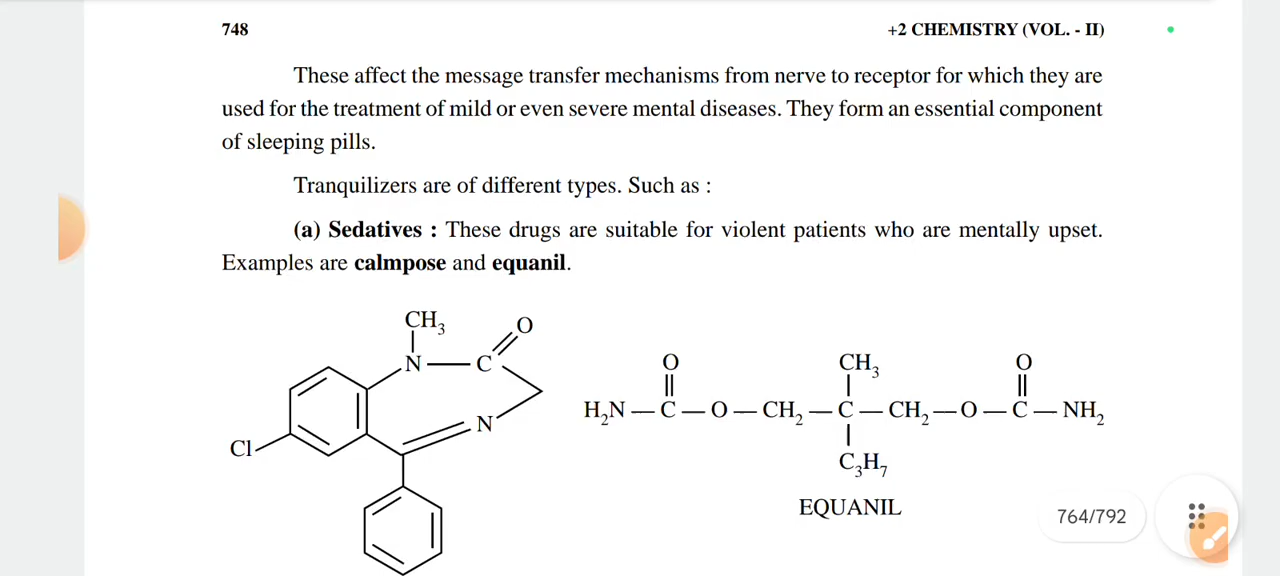 748
+2 CHEMISTRY (VOL. - II)
These affect the message transfer mechanisms from nerve to receptor for which they are
used for the treatment of mild or even severe mental diseases. They form an essential component
of sleeping pills.
Tranquilizers are of different types. Such as :
(a) Sedatives : These drugs are suitable for violent patients who are mentally upset.
Examples are calmpose and equanil.
CH₃
O
N — C
N
Cl
O
CH₃
O
H₂N — C — O — CH₂ — C — CH₂ — O — C — NH₂
C₃H₇
EQUANIL
764/792